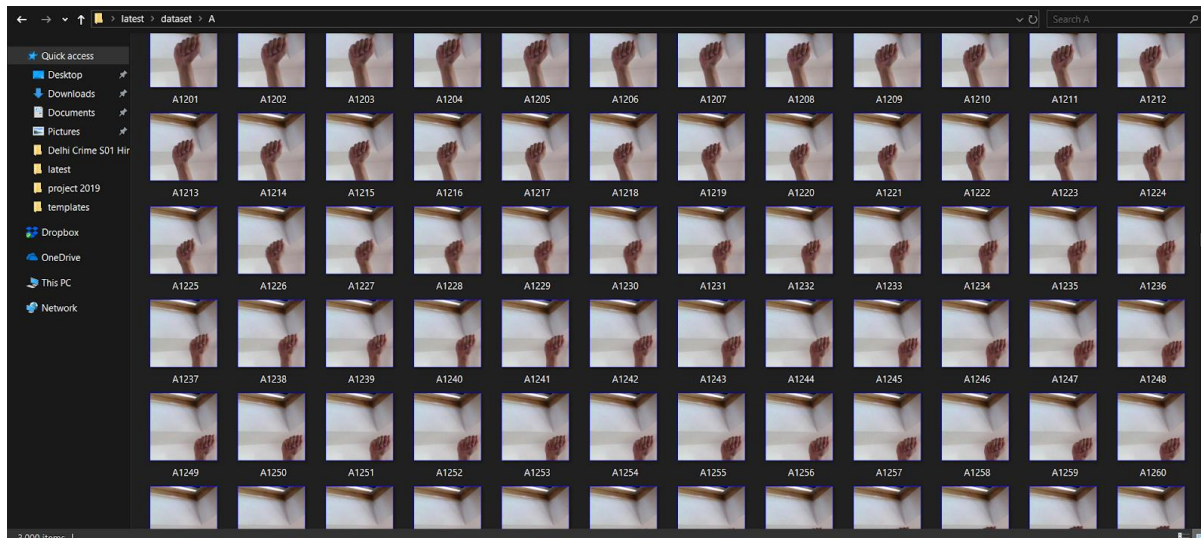 latest > dataset > A
Search A
Quick access
Desktop
Downloads
Documents
Pictures
Delhi Crime S01 Hir
latest
project 2019
templates
Dropbox
OneDrive
This PC
Network
A1201 A1202 A1203 A1204 A1205 A1206 A1207 A1208 A1209 A1210 A1211 A1212
A1213 A1214 A1215 A1216 A1217 A1218 A1219 A1220 A1221 A1222 A1223 A1224
A1225 A1226 A1227 A1228 A1229 A1230 A1231 A1232 A1233 A1234 A1235 A1236
A1237 A1238 A1239 A1240 A1241 A1242 A1243 A1244 A1245 A1246 A1247 A1248
A1249 A1250 A1251 A1252 A1253 A1254 A1255 A1256 A1257 A1258 A1259 A1260
3,000 items